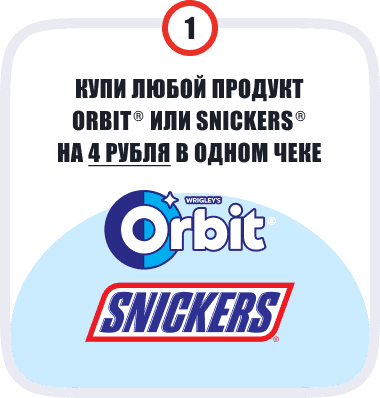 1
КУПИ ЛЮБОЙ ПРОДУКТ
ORBIT® ИЛИ SNICKERS®
НА 4 РУБЛЯ В ОДНОМ ЧЕКЕ
WRIGLEY'S
Orbit®
SNICKERS®